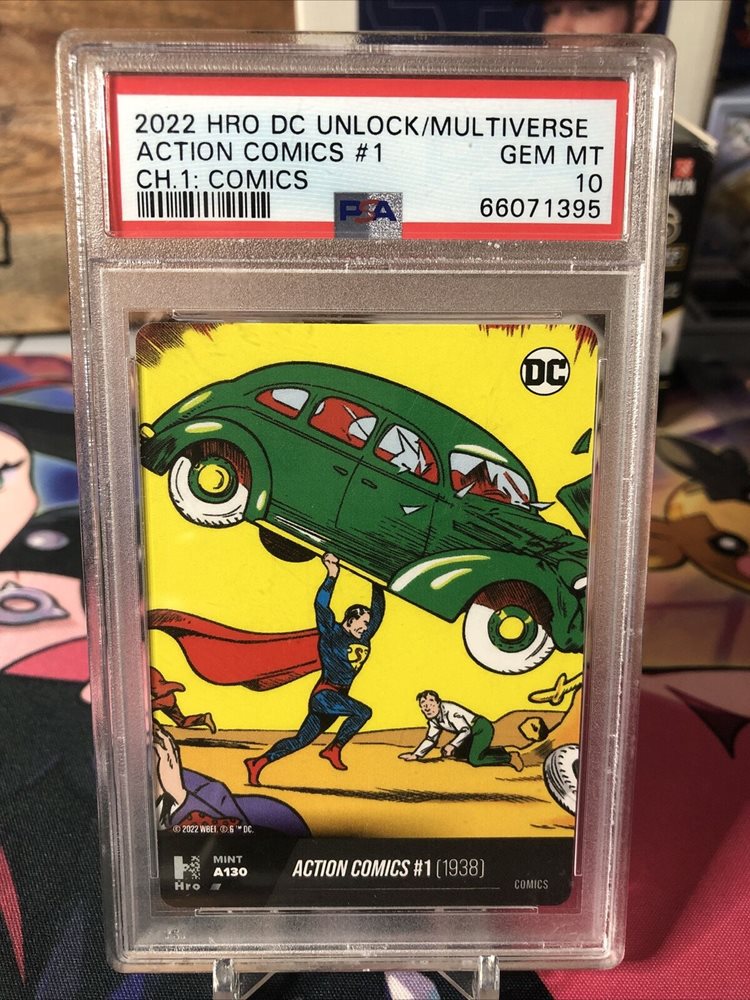 2022 HRO DC UNLOCK/MULTIVERSE
ACTION COMICS #1 GEM MT
CH.1: COMICS 10
PSA 66071395
DC
S
© 2022 WBEI.
™ DC.
Hro
MINT
A130
ACTION COMICS #1 (1938)
COMICS